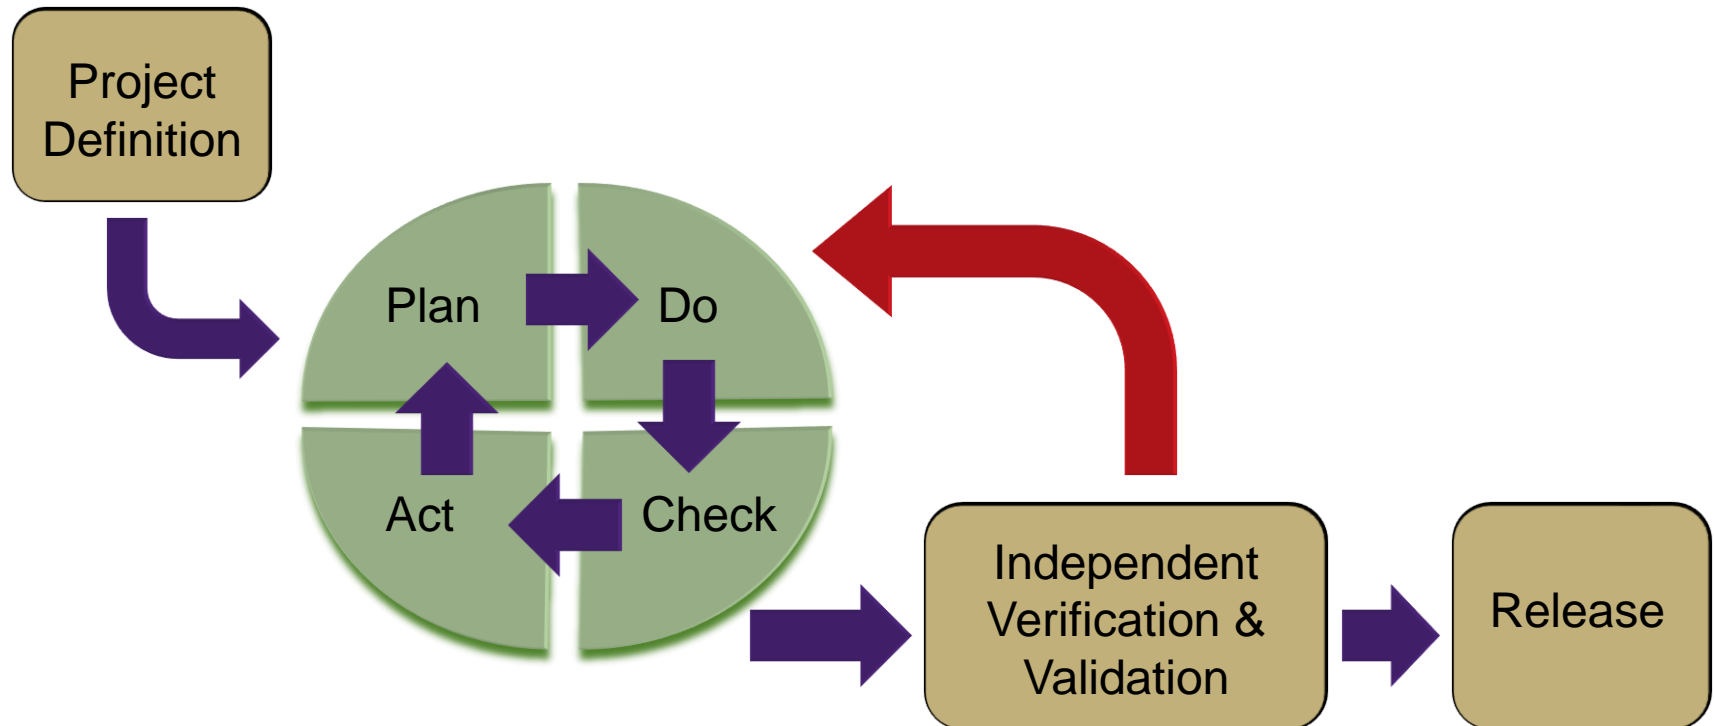 Project
Definition
Plan
Do
Act
Check
Independent
Verification &
Validation
Release